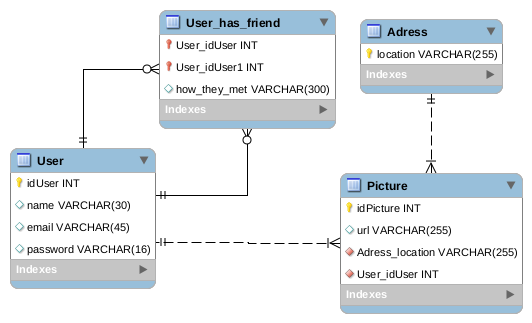 User_has_friend
User_idUser INT
User_idUser1 INT
how_they_met VARCHAR(300)
Indexes
Adress
location VARCHAR(255)
Indexes
User
idUser INT
name VARCHAR(30)
email VARCHAR(45)
password VARCHAR(16)
Indexes
Picture
idPicture INT
url VARCHAR(255)
Adress_location VARCHAR(255)
User_idUser INT
Indexes